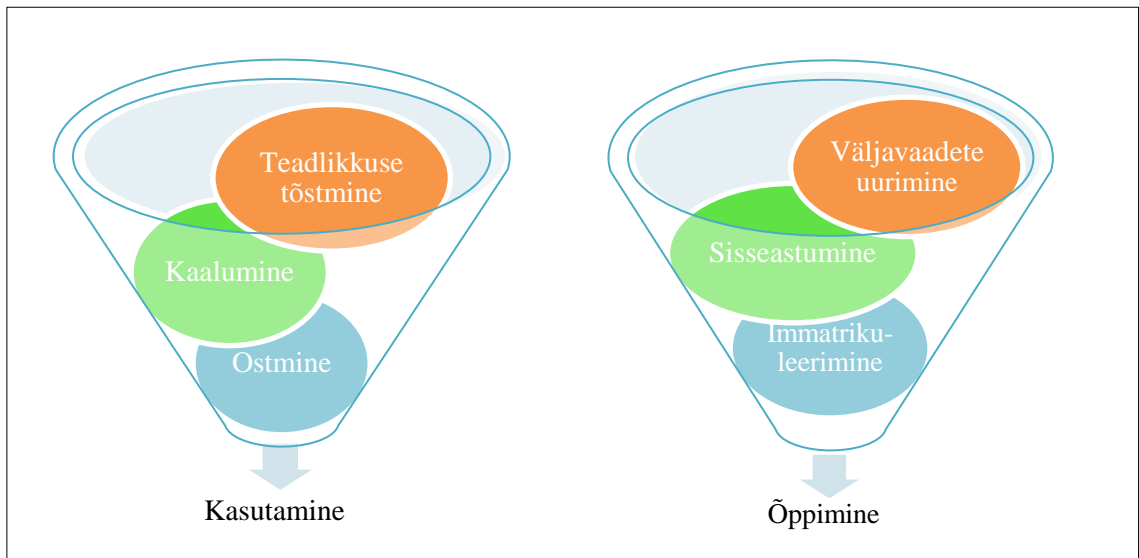 Teadlikkuse
tõstmine
Kaalumine
Ostmine
Kasutamine
Väljavaadete
uurimine
Sisseastumine
Immatriku-
leerimine
Õppimine